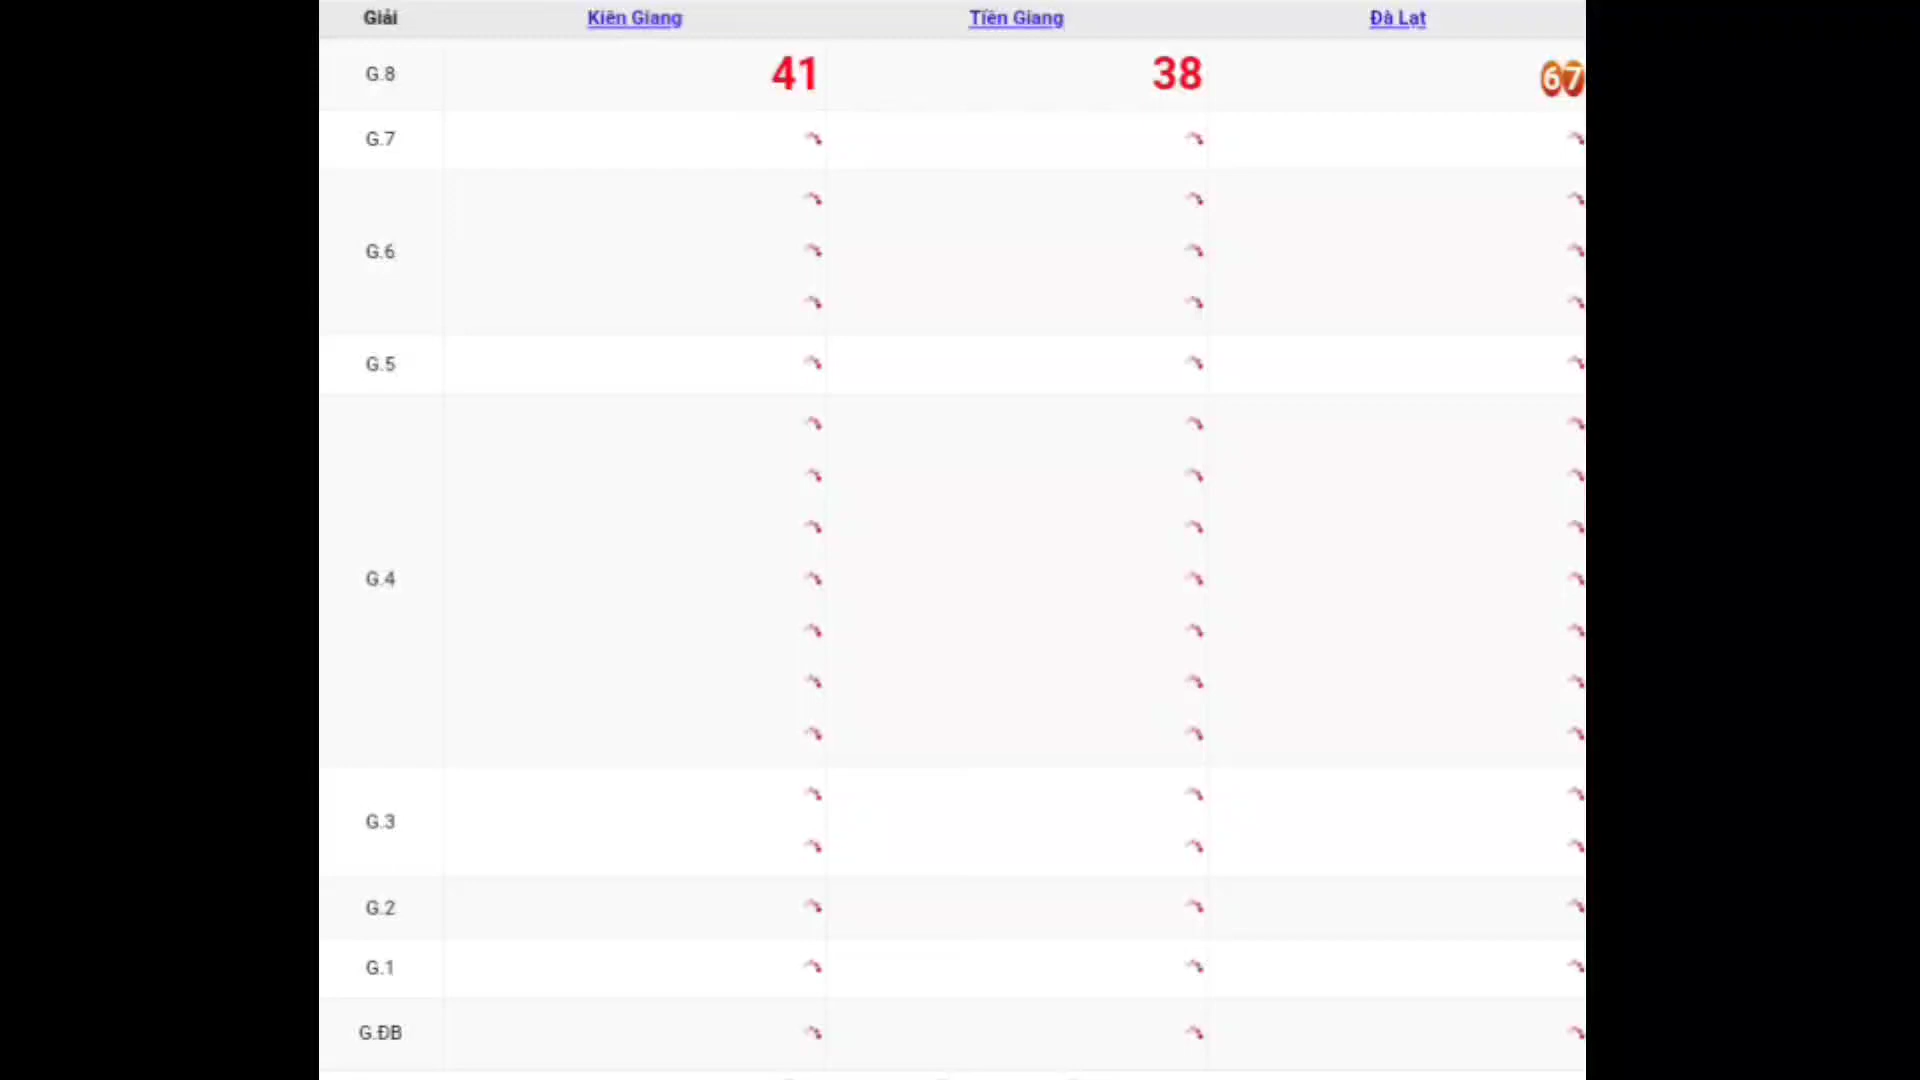 Giải Kiên Giang Tiền Giang Đà Lạt
G.8 41 38 67
G.7
G.6
G.5
G.4
G.3
G.2
G.1
G.ĐB